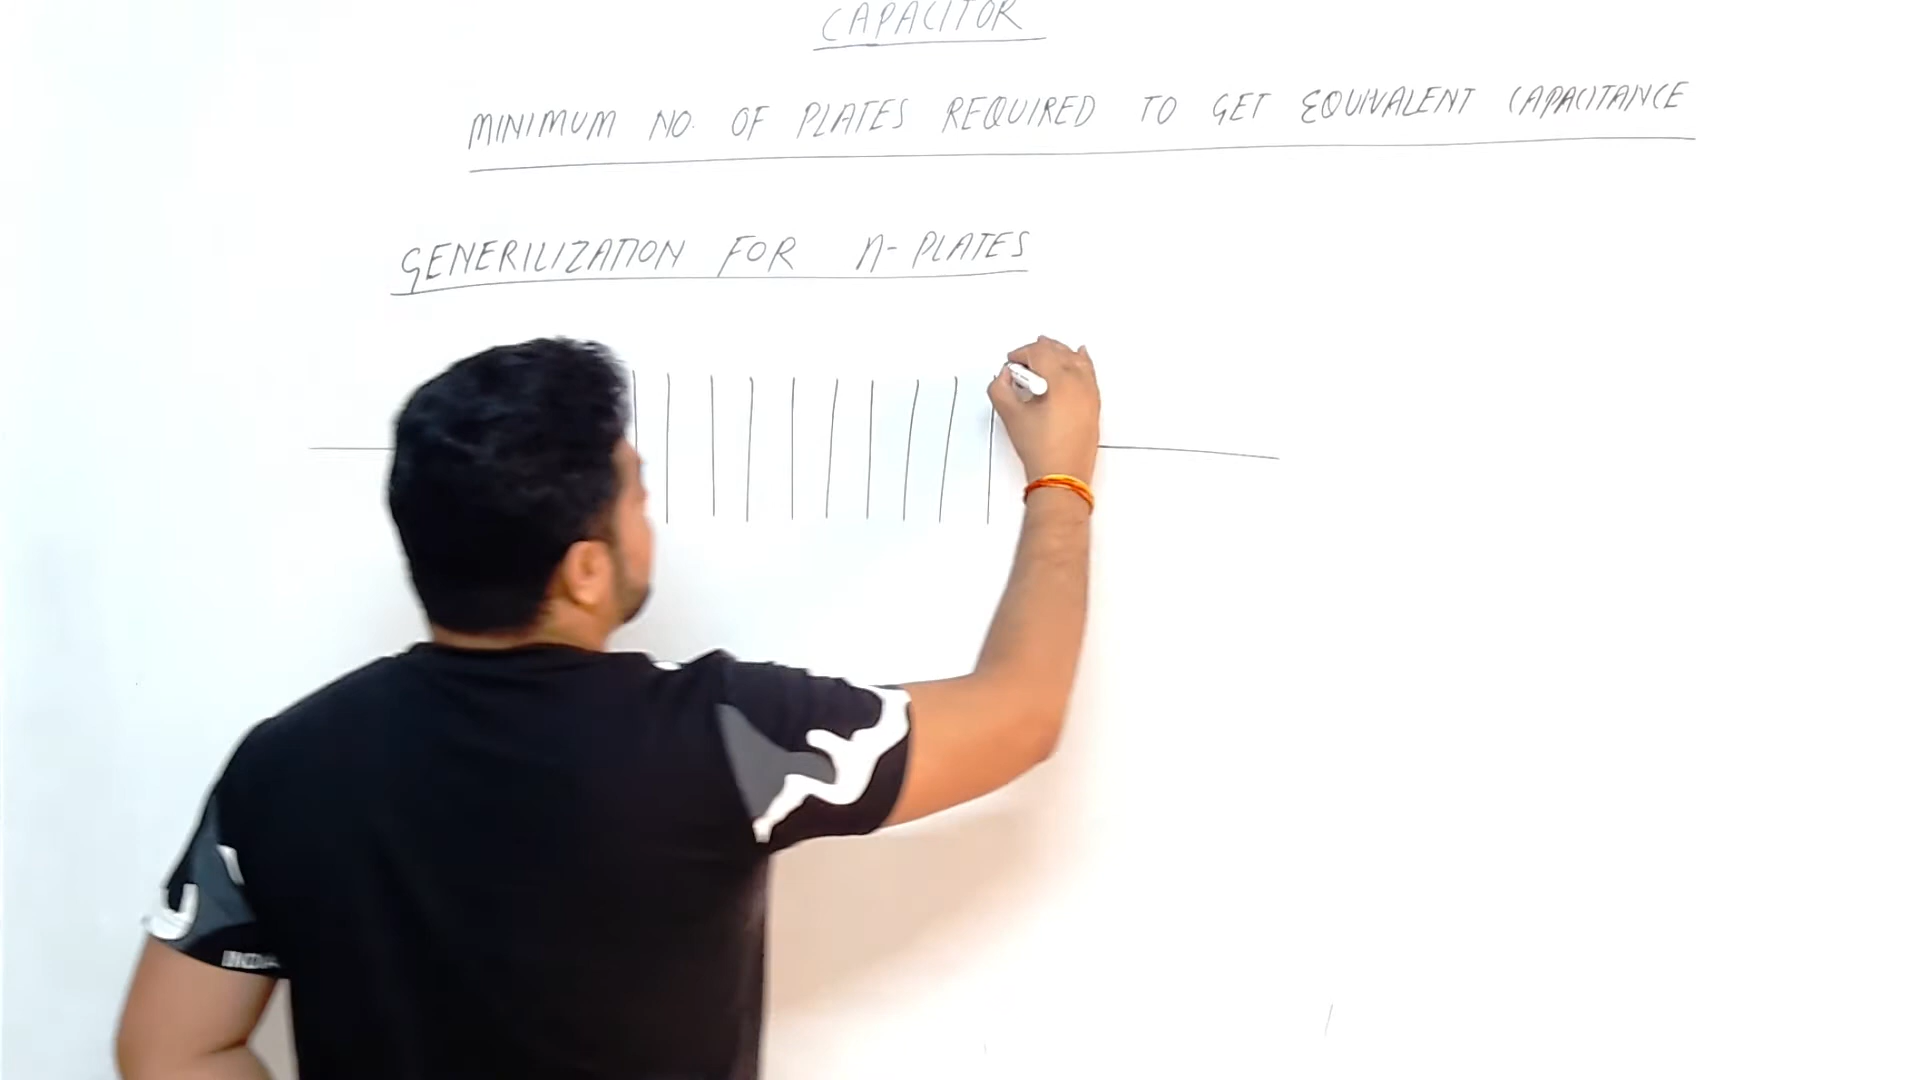 CAPACITOR
MINIMUM NO. OF PLATES REQUIRED TO GET EQUIVALENT CAPACITANCE
GENERILIZATION FOR n-PLATES